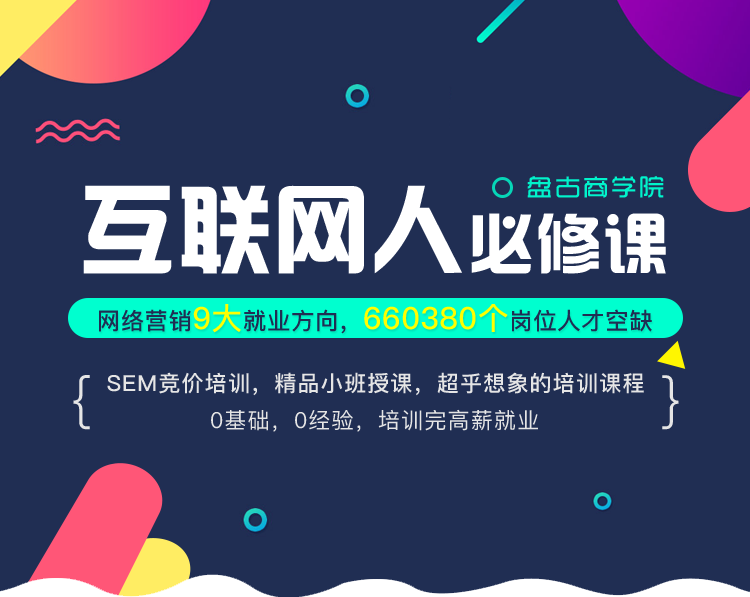 盘古商学院
互联网人必修课
网络营销9大就业方向，660380个岗位人才空缺
SEM竞价培训，精品小班授课，超乎想象的培训课程
0基础，0经验，培训完高薪就业